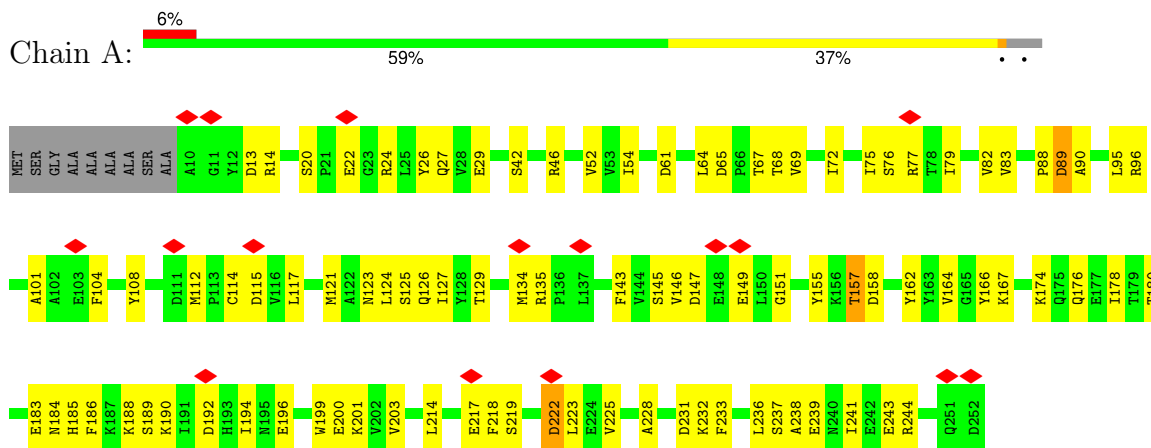 6%
Chain A:
59% 37% • •
MET SER GLY ALA ALA ALA ALA ALA SER ALA A10 G11 Y12 D13 R14 S20 P21 E22 G23 R24 L25 Y26 Q27 V28 E29 S42 R46 V52 V53 I54 D61 L64 D65 P66 T67 T68 V69 I72 I75 S76 R77 T78 I79 V82 V83 P88 D89 A90 L95 R96
A101 A102 E103 F104 Y108 D111 M112 P113 C114 D115 V116 L117 M121 A122 N123 L124 S125 Q126 I127 Y128 T129 M134 R135 P136 L137 F143 V144 S145 V146 D147 E148 E149 L150 G151 Y155 K156 T157 D158 Y162 Y163 V164 G165 Y166 K167 K174 Q175 Q176 E177 I178 T179 T180
E183 N184 H185 F186 K187 K188 S189 K190 I191 D192 H193 I194 N195 E196 W199 E200 K201 V202 V203 L214 E217 F218 S219 D222 L223 E224 V225 A228 D231 K232 F233 L236 S237 A238 E239 N240 I241 E242 E243 R244 Q251 D252